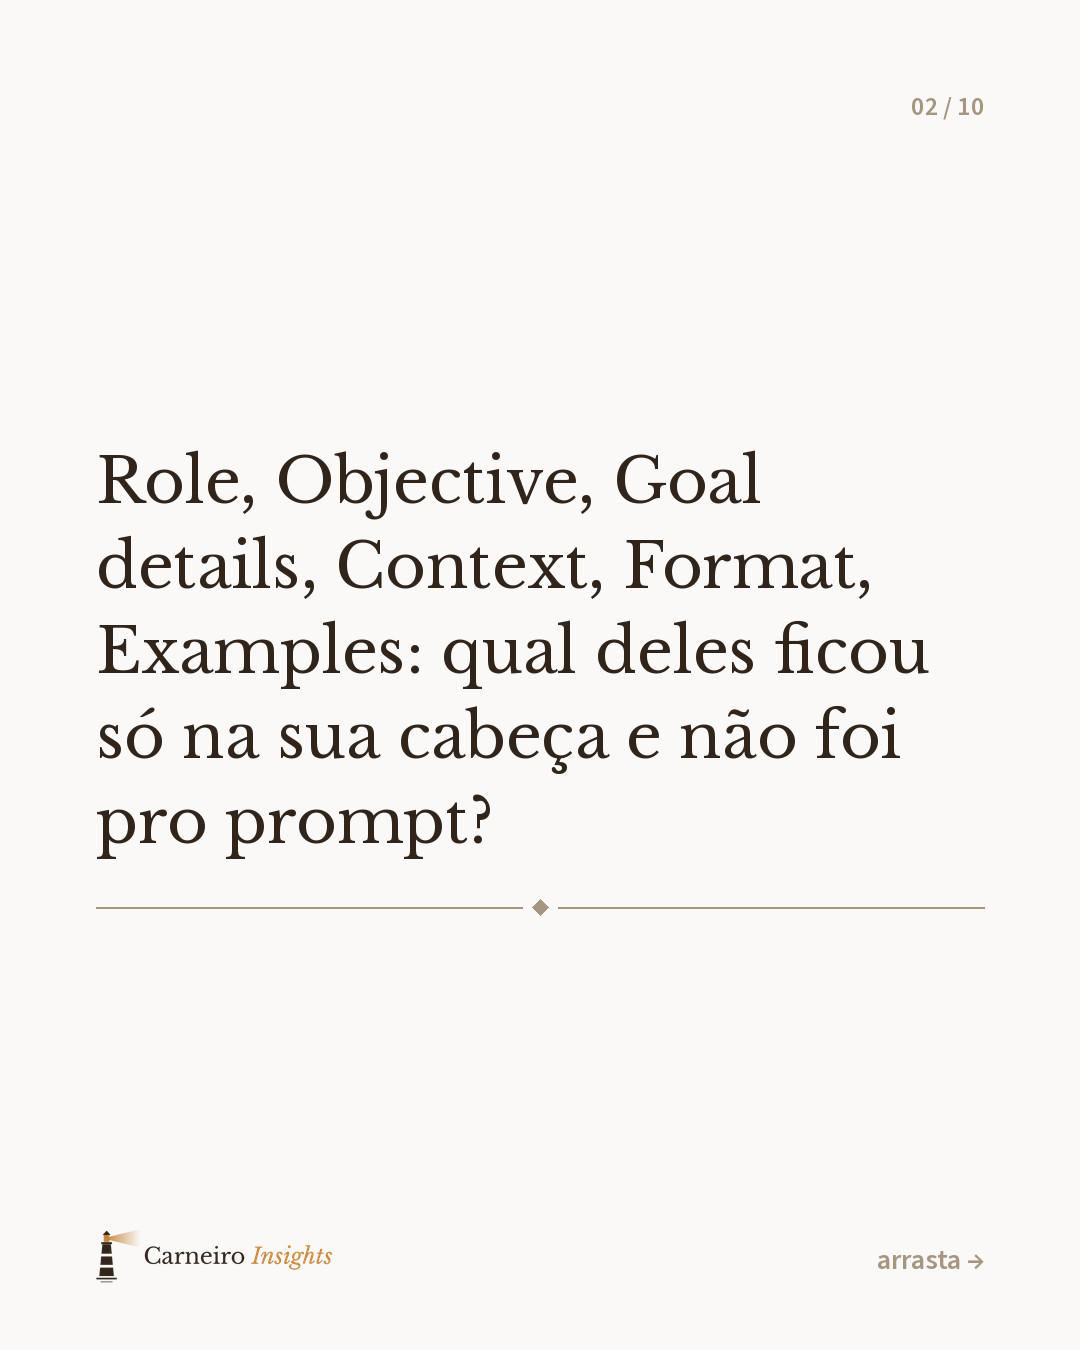 02 / 10
Role, Objective, Goal
details, Context, Format,
Examples: qual deles ficou
só na sua cabeça e não foi
pro prompt?
Carneiro Insights
arrasta →